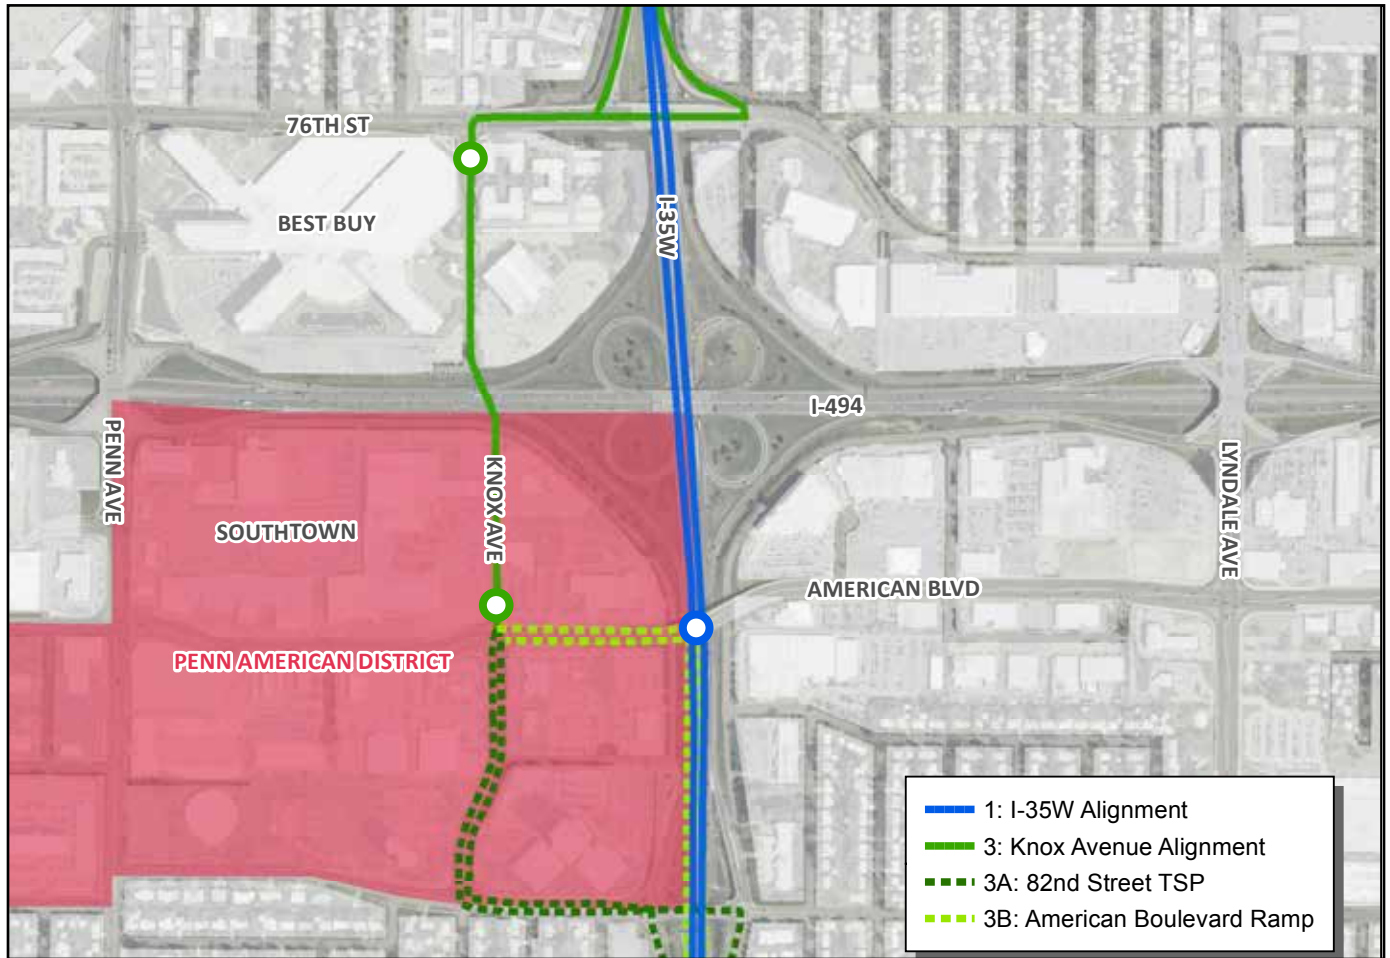 76TH ST
BEST BUY
I-35W
I-494
PENN AVE
KNOX AVE
LYNDALE AVE
SOUTHTOWN
AMERICAN BLVD
PENN AMERICAN DISTRICT
1: I-35W Alignment
3: Knox Avenue Alignment
3A: 82nd Street TSP
3B: American Boulevard Ramp